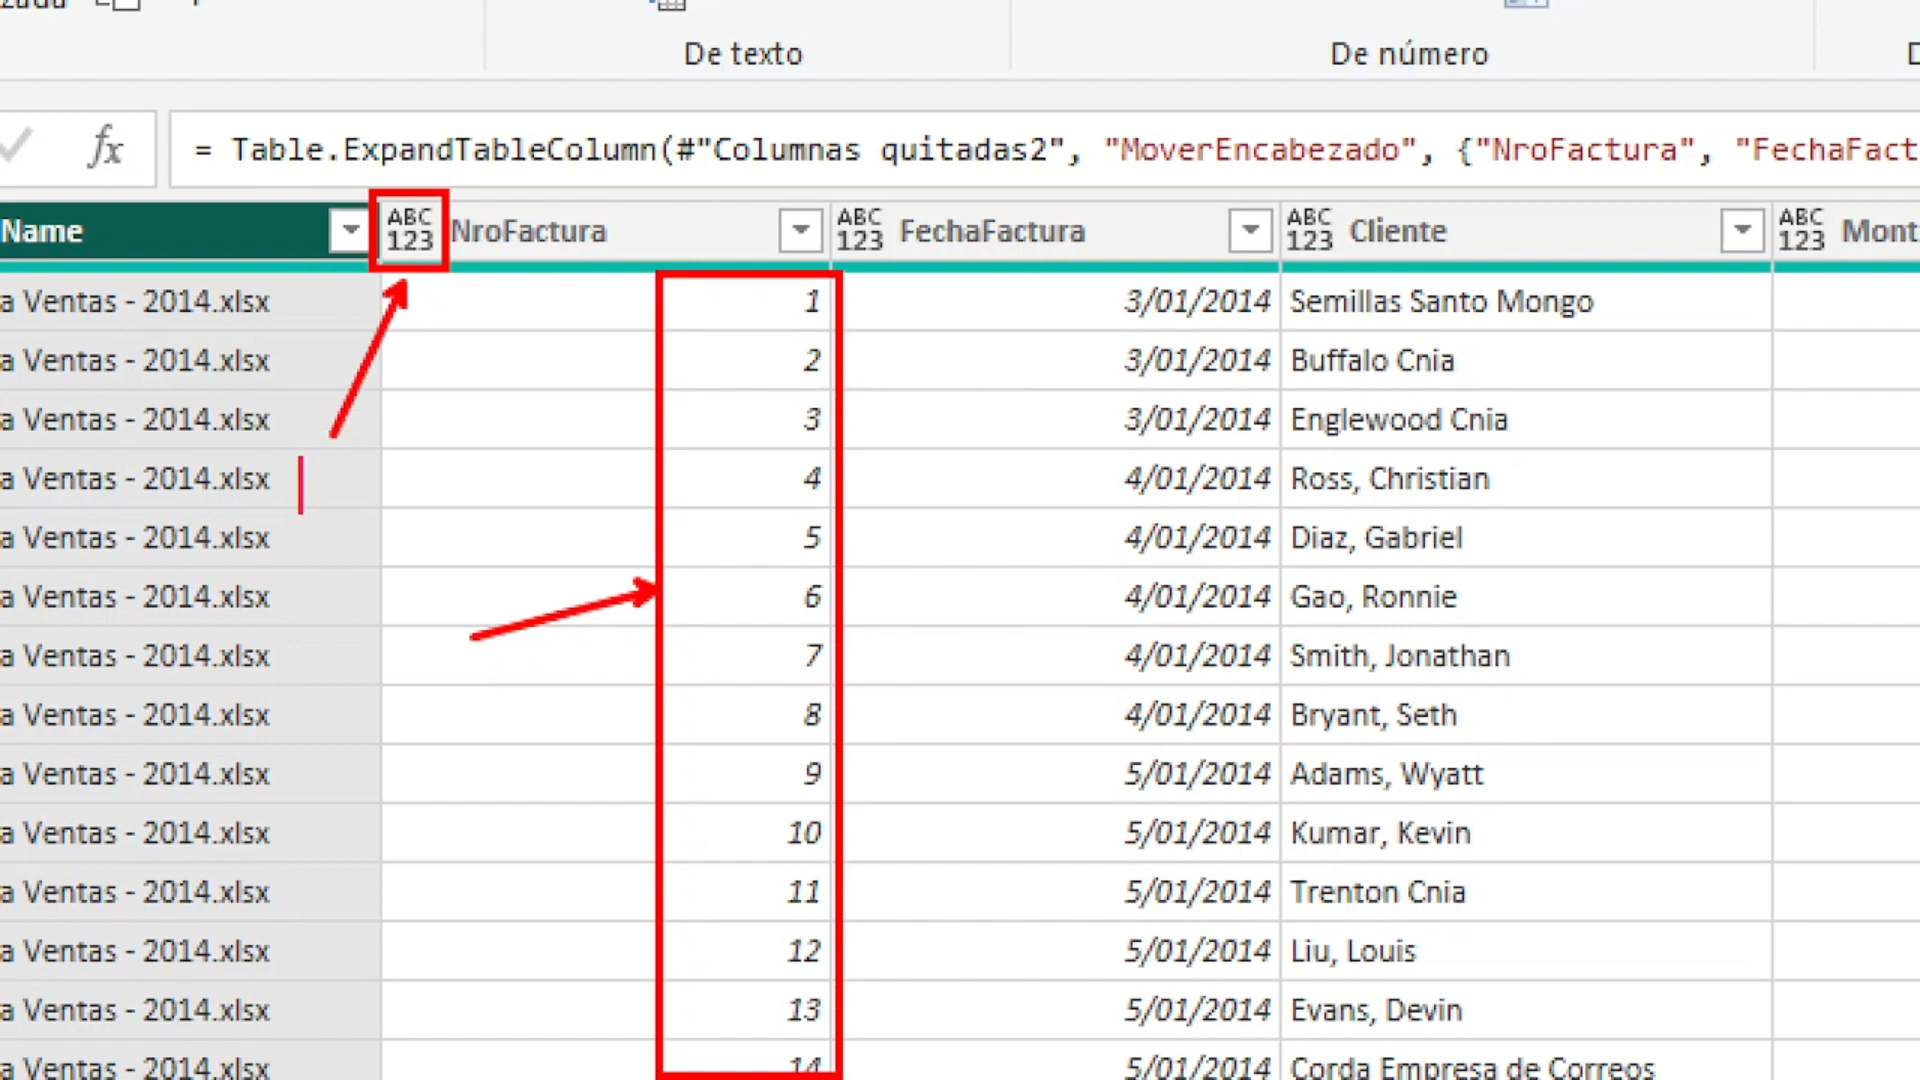 De texto
De número
fx
= Table.ExpandTableColumn(#"Columnas quitadas2", "MoverEncabezado", {"NroFactura", "FechaFact
Name ABC 123 NroFactura ABC 123 FechaFactura ABC 123 Cliente ABC 123 Mont
a Ventas - 2014.xlsx 1 3/01/2014 Semillas Santo Mongo
a Ventas - 2014.xlsx 2 3/01/2014 Buffalo Cnia
a Ventas - 2014.xlsx 3 3/01/2014 Englewood Cnia
a Ventas - 2014.xlsx 4 4/01/2014 Ross, Christian
a Ventas - 2014.xlsx 5 4/01/2014 Diaz, Gabriel
a Ventas - 2014.xlsx 6 4/01/2014 Gao, Ronnie
a Ventas - 2014.xlsx 7 4/01/2014 Smith, Jonathan
a Ventas - 2014.xlsx 8 4/01/2014 Bryant, Seth
a Ventas - 2014.xlsx 9 5/01/2014 Adams, Wyatt
a Ventas - 2014.xlsx 10 5/01/2014 Kumar, Kevin
a Ventas - 2014.xlsx 11 5/01/2014 Trenton Cnia
a Ventas - 2014.xlsx 12 5/01/2014 Liu, Louis
a Ventas - 2014.xlsx 13 5/01/2014 Evans, Devin
a Ventas - 2014.xlsx 14 5/01/2014 Corda Empresa de Correos